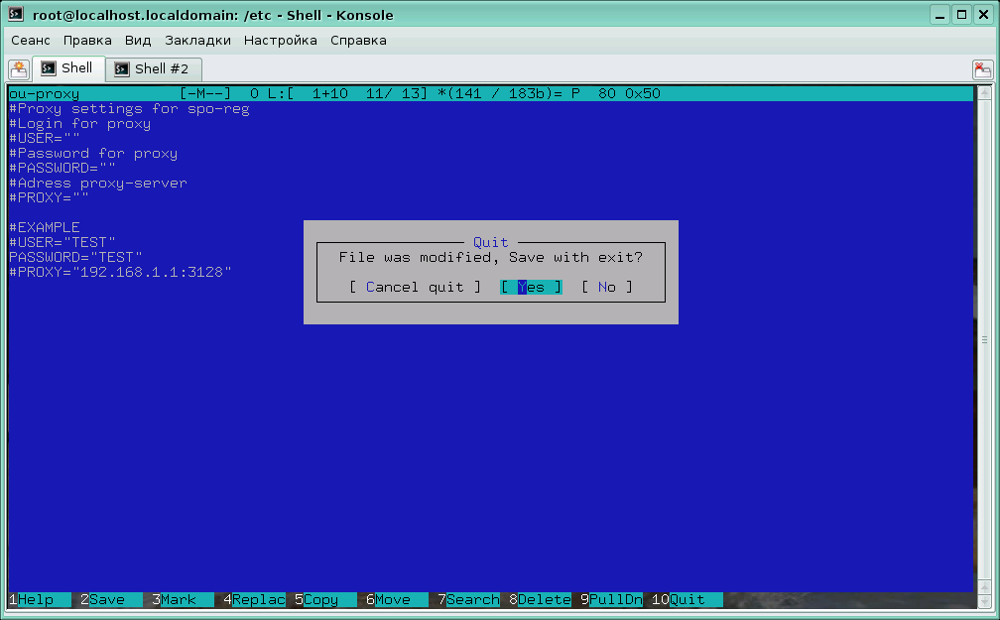 root@localhost.localdomain: /etc - Shell - Konsole
Сеанс Правка Вид Закладки Настройка Справка
Shell Shell #2
ou-proxy [-M--] 0 L:[ 1+10 11/ 13] *(141 / 183b)= P 80 0x50
#Proxy settings for spo-reg
#Login for proxy
#USER=""
#Password for proxy
#PASSWORD=""
#Adress proxy-server
#PROXY=""
#EXAMPLE
#USER="TEST"
PASSWORD="TEST"
#PROXY="192.168.1.1:3128"
Quit
File was modified, Save with exit?
[ Cancel quit ] [ Yes ] [ No ]
1Help 2Save 3Mark 4Replac 5Copy 6Move 7Search 8Delete 9PullDn 10Quit